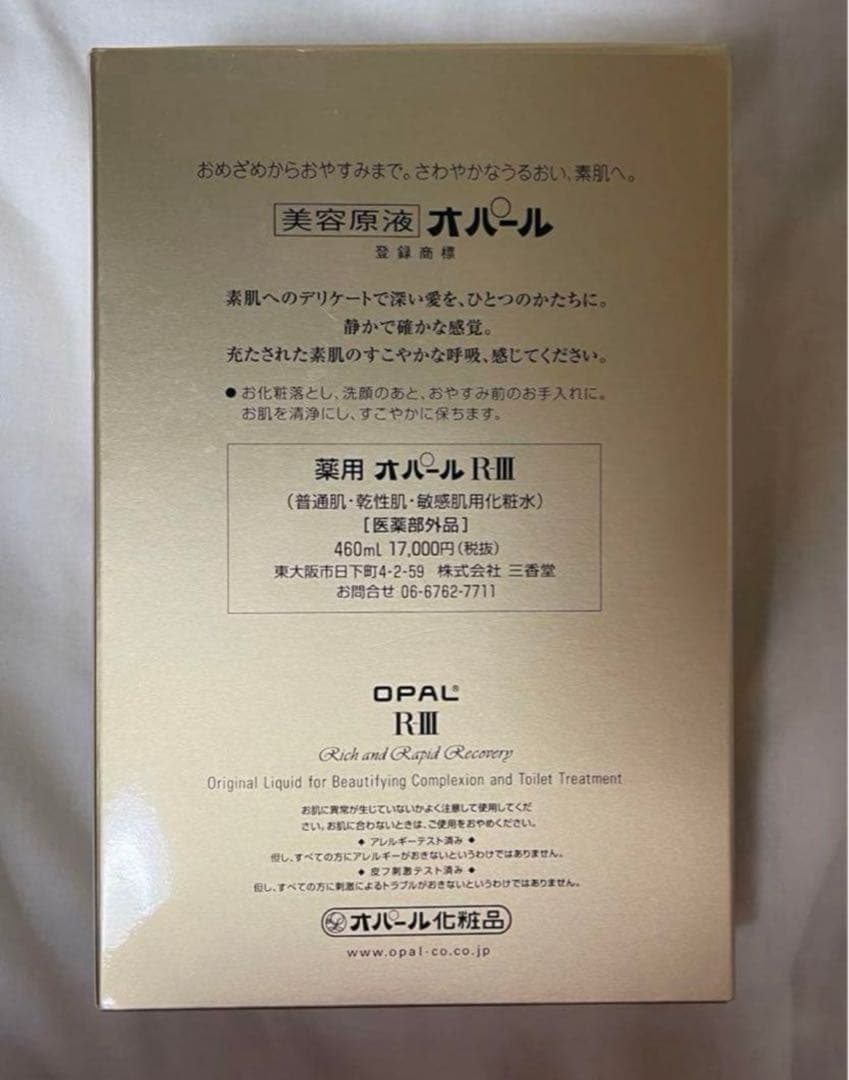 おめざめからおやすみまで。さわやかなうるおい、素肌へ。
美容原液 オパール
登録商標
素肌へのデリケートで深い愛を、ひとつのかたちに。
静かで確かな感覚。
充たされた素肌のすこやかな呼吸、感じてください。
● お化粧落とし、洗顔のあと、おやすみ前のお手入れに。
お肌を清浄にし、すこやかに保ちます。
薬用 オパール R-III
(普通肌・乾性肌・敏感肌用化粧水)
[医薬部外品]
460mL 17,000円(税抜)
東大阪市日下町4-2-59 株式会社 三香堂
お問合せ 06-6762-7711
OPAL®
R-III
Rich and Rapid Recovery
Original Liquid for Beautifying Complexion and Toilet Treatment
お肌に異常が生じていないかよく注意して使用してくだ
さい。お肌に合わないときは、ご使用をおやめください。
◆ アレルギーテスト済み ◆
但し、すべての方にアレルギーがおきないというわけではありません。
◆ 皮フ刺激テスト済み ◆
但し、すべての方に刺激によるトラブルがおきないというわけではありません。
オパール化粧品
www.opal-co.co.jp